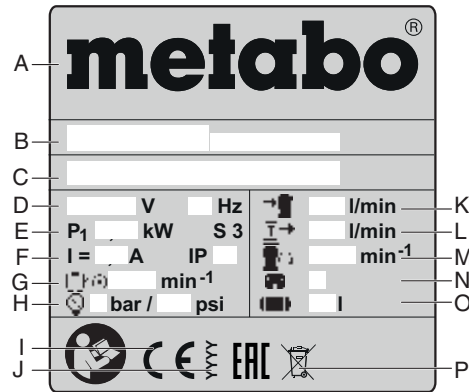 metabo®
A
B
C
D V Hz l/min K
E P1 , kW S 3 l/min L
F I = , A IP min-1 M
G min-1 N
H bar / psi l O
I
J CE EAC P